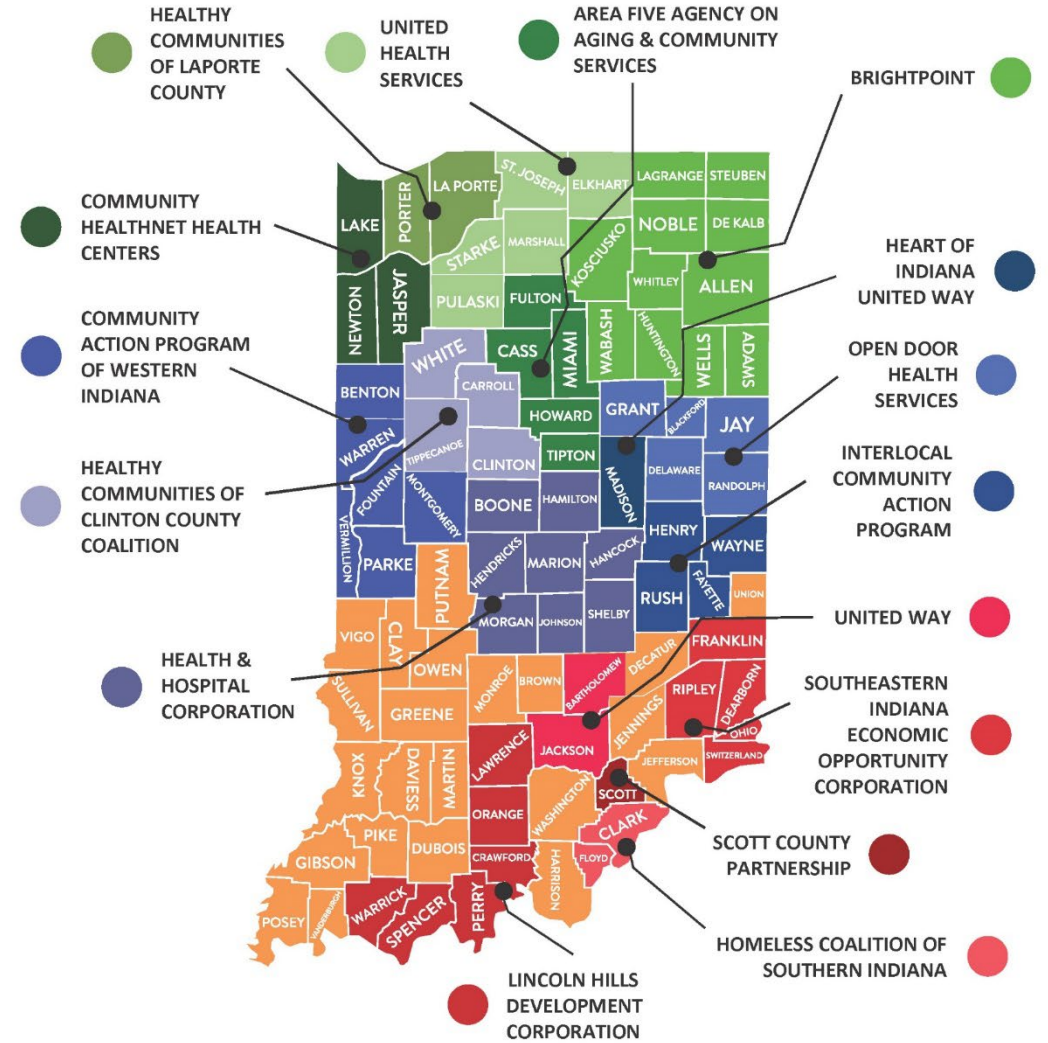 HEALTHY
COMMUNITIES
OF LAPORTE
COUNTY
UNITED
HEALTH
SERVICES
AREA FIVE AGENCY ON
AGING & COMMUNITY
SERVICES
BRIGHTPOINT
COMMUNITY
HEALTHNET HEALTH
CENTERS
COMMUNITY
ACTION PROGRAM
OF WESTERN
INDIANA
HEALTHY
COMMUNITIES OF
CLINTON COUNTY
COALITION
HEALTH &
HOSPITAL
CORPORATION
HEART OF
INDIANA
UNITED WAY
OPEN DOOR
HEALTH
SERVICES
INTERLOCAL
COMMUNITY
ACTION
PROGRAM
UNITED WAY
SOUTHEASTERN
INDIANA
ECONOMIC
OPPORTUNITY
CORPORATION
SCOTT COUNTY
PARTNERSHIP
HOMELESS COALITION OF
SOUTHERN INDIANA
LINCOLN HILLS
DEVELOPMENT
CORPORATION
LAKE
PORTER
LA PORTE
ST. JOSEPH
ELKHART
LAGRANGE
STEUBEN
NOBLE
DE KALB
STARKE
MARSHALL
KOSCIUSKO
WHITLEY
ALLEN
NEWTON
JASPER
PULASKI
FULTON
WABASH
HUNTINGTON
WELLS
ADAMS
WHITE
CASS
MIAMI
BENTON
CARROLL
HOWARD
GRANT
BLACKFORD
JAY
WARREN
TIPPECANOE
CLINTON
TIPTON
MADISON
DELAWARE
RANDOLPH
FOUNTAIN
MONTGOMERY
BOONE
HAMILTON
HENRY
WAYNE
VERMILLION
PARKE
PUTNAM
HENDRICKS
MARION
HANCOCK
RUSH
FAYETTE
UNION
VIGO
CLAY
OWEN
MORGAN
JOHNSON
SHELBY
DECATUR
FRANKLIN
SULLIVAN
GREENE
MONROE
BROWN
BARTHOLOMEW
JENNINGS
RIPLEY
DEARBORN
OHIO
SWITZERLAND
KNOX
DAVIESS
MARTIN
LAWRENCE
JACKSON
JEFFERSON
SCOTT
ORANGE
WASHINGTON
CLARK
FLOYD
GIBSON
PIKE
DUBOIS
CRAWFORD
HARRISON
POSEY
VANDERBURGH
WARRICK
SPENCER
PERRY